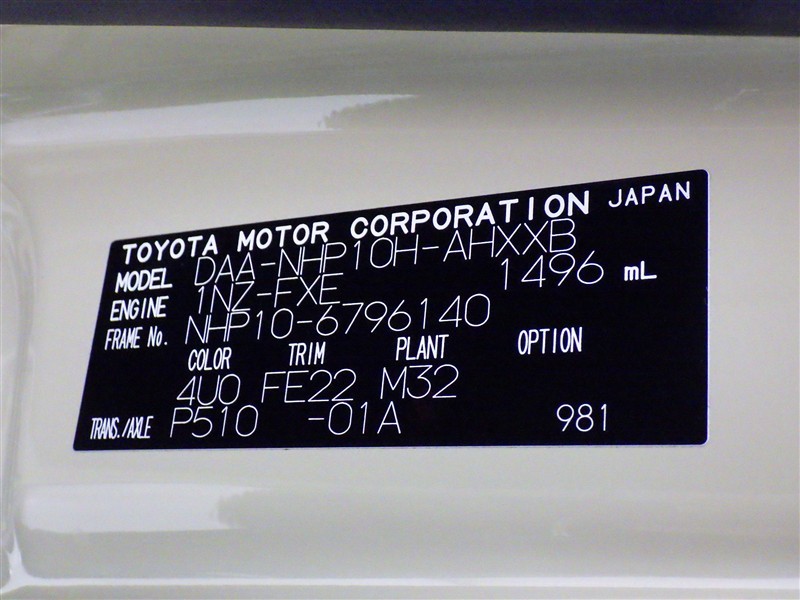 TOYOTA MOTOR CORPORATION JAPAN
MODEL DAA-NHP10H-AHXXB
ENGINE 1NZ-FXE 1496 mL
FRAME No. NHP10-6796140
COLOR TRIM PLANT OPTION
4U0 FE22 M32
TRANS./AXLE P510 -01A 981